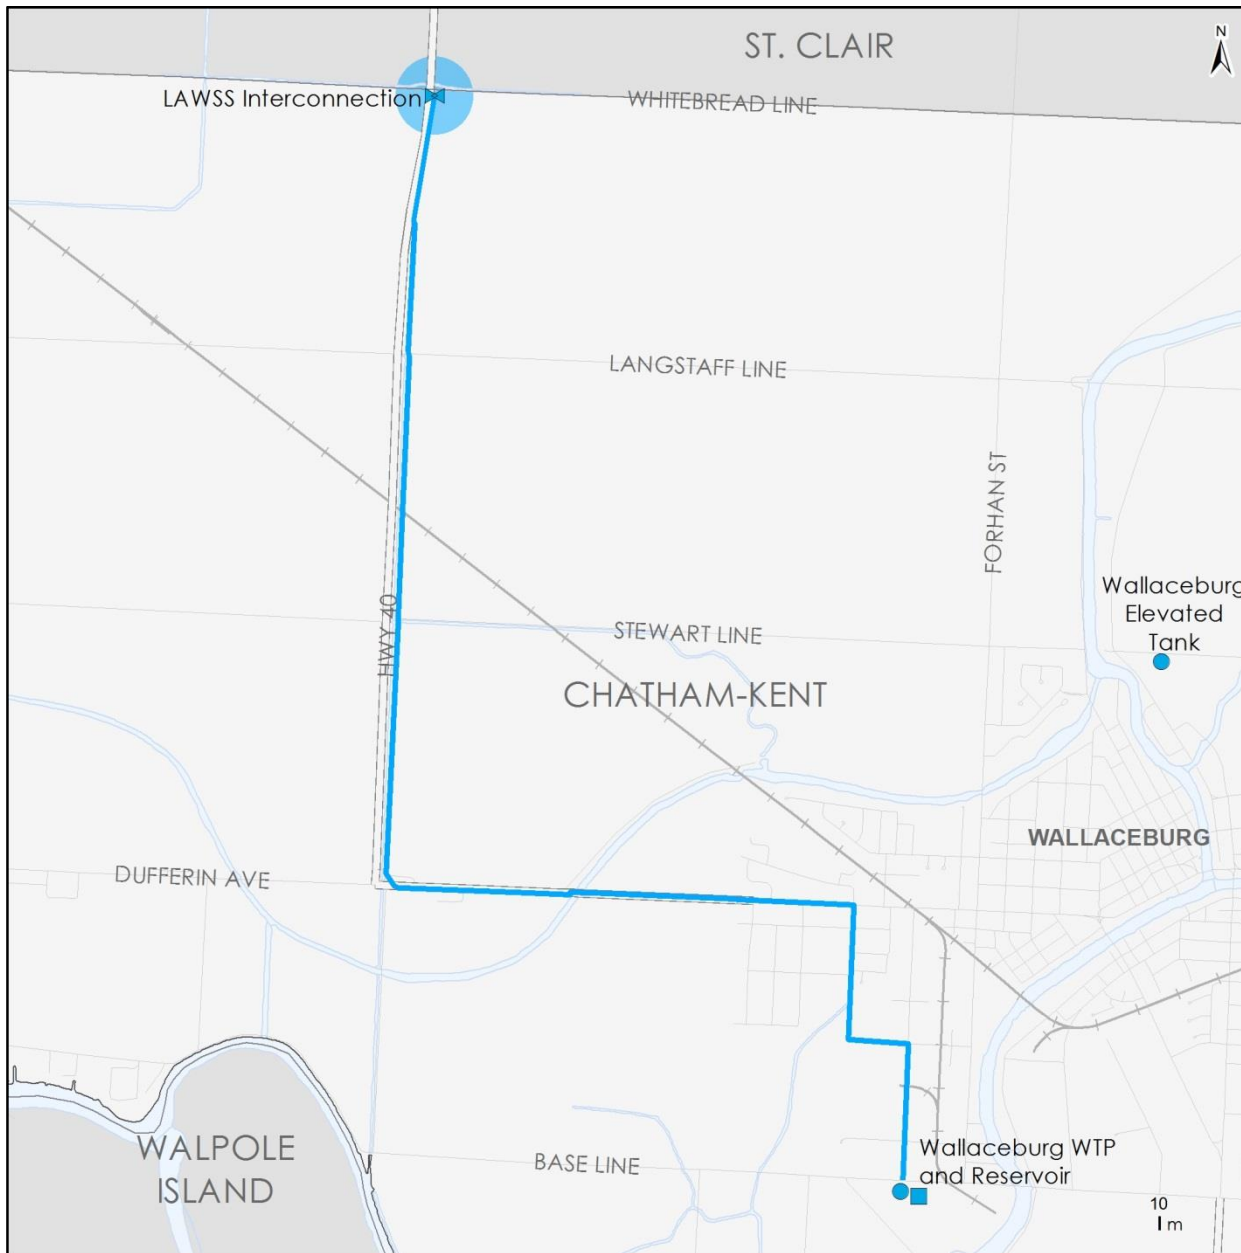 ST. CLAIR
N
LAWSS Interconnection
WHITEBREAD LINE
LANGSTAFF LINE
FORHAN ST
Wallaceburg
Elevated
Tank
HWY 40
STEWART LINE
CHATHAM-KENT
WALLACEBURG
DUFFERIN AVE
WALPOLE
ISLAND
BASE LINE
Wallaceburg WTP
and Reservoir
10
m